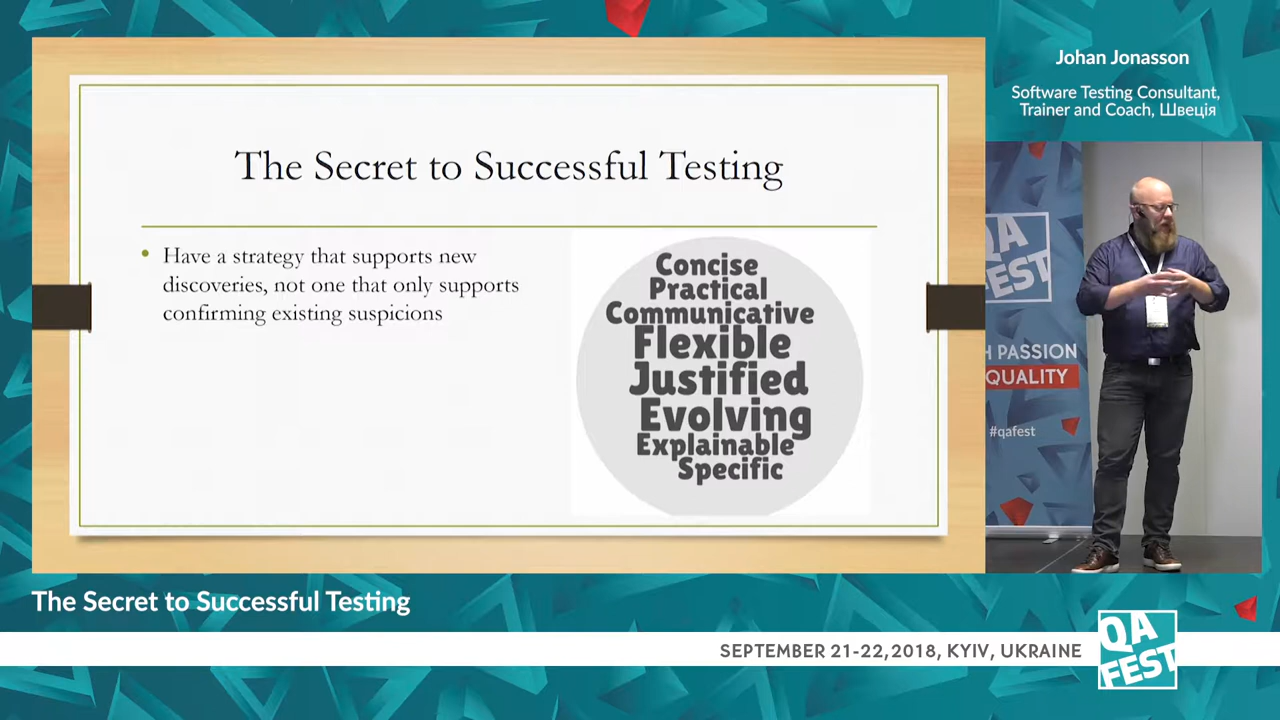 The Secret to Successful Testing
• Have a strategy that supports new
discoveries, not one that only supports
confirming existing suspicions
Concise
Practical
Communicative
Flexible
Justified
Evolving
Explainable
Specific
Johan Jonasson
Software Testing Consultant,
Trainer and Coach, Швеція
QA
FEST
H PASSION
QUALITY
#qafest
The Secret to Successful Testing
SEPTEMBER 21-22,2018, KYIV, UKRAINE
QA
FEST